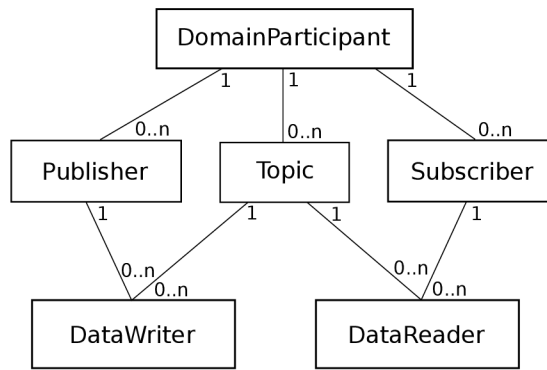 DomainParticipant
1 1 1
0..n 0..n 0..n
Publisher Topic Subscriber
1 1 1 1
0..n 0..n
0..n 0..n
DataWriter DataReader